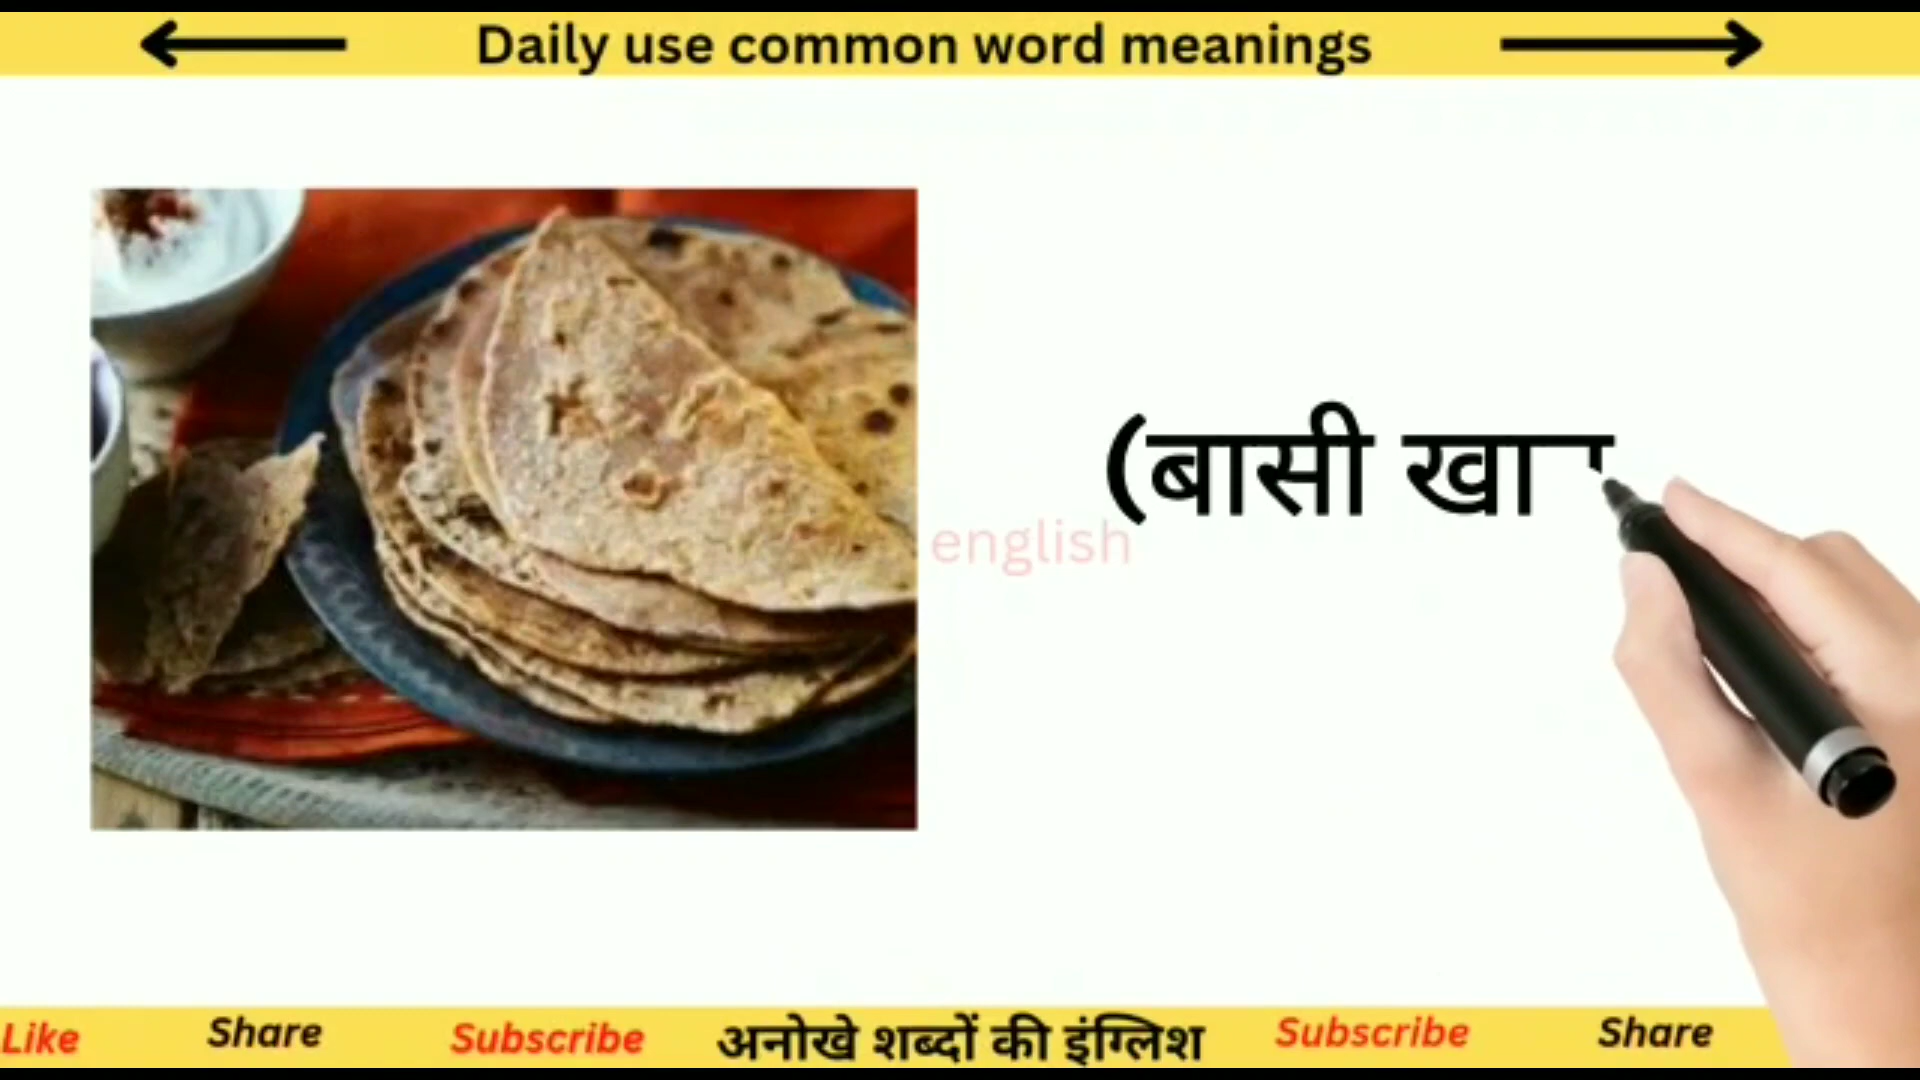 Daily use common word meanings
(बासी खा
english
Like Share Subscribe अनोखे शब्दों की इंग्लिश Subscribe Share